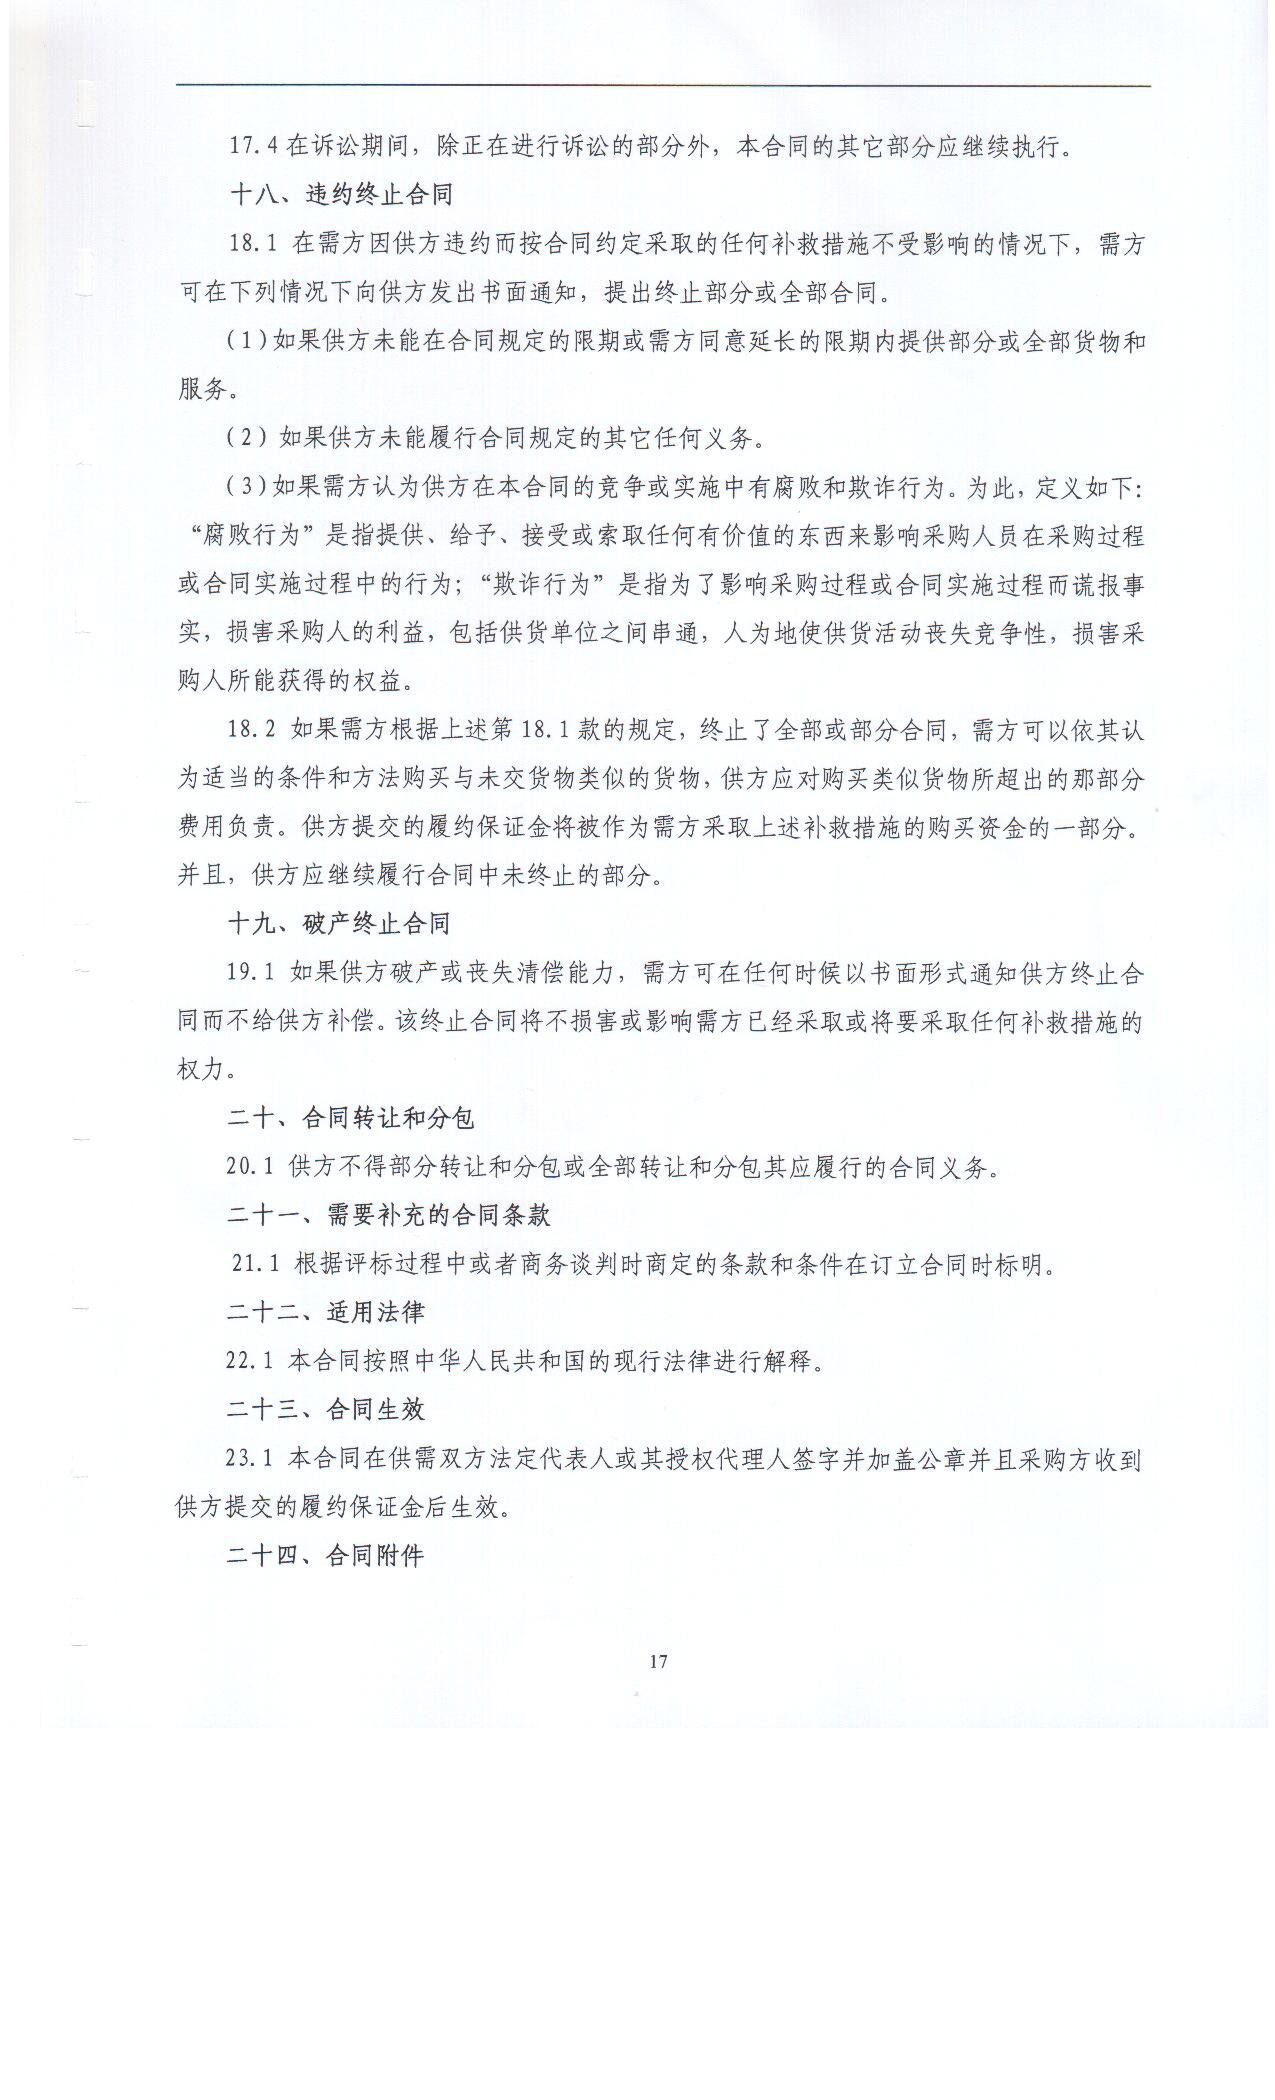 17.4 在诉讼期间，除正在进行诉讼的部分外，本合同的其它部分应继续执行。
十八、违约终止合同
18.1 在需方因供方违约而按合同约定采取的任何补救措施不受影响的情况下，需方
可在下列情况下向供方发出书面通知，提出终止部分或全部合同。
(1)如果供方未能在合同规定的限期或需方同意延长的限期内提供部分或全部货物和
服务。
(2) 如果供方未能履行合同规定的其它任何义务。
(3)如果需方认为供方在本合同的竞争或实施中有腐败和欺诈行为。为此，定义如下：
“腐败行为”是指提供、给予、接受或索取任何有价值的东西来影响采购人员在采购过程
或合同实施过程中的行为；“欺诈行为”是指为了影响采购过程或合同实施过程而谎报事
实，损害采购人的利益，包括供货单位之间串通，人为地使供货活动丧失竞争性，损害采
购人所能获得的权益。
18.2 如果需方根据上述第 18.1 款的规定，终止了全部或部分合同，需方可以依其认
为适当的条件和方法购买与未交货物类似的货物，供方应对购买类似货物所超出的那部分
费用负责。供方提交的履约保证金将被作为需方采取上述补救措施的购买资金的一部分。
并且，供方应继续履行合同中未终止的部分。
十九、破产终止合同
19.1 如果供方破产或丧失清偿能力，需方可在任何时候以书面形式通知供方终止合
同而不给供方补偿。该终止合同将不损害或影响需方已经采取或将要采取任何补救措施的
权力。
二十、合同转让和分包
20.1 供方不得部分转让和分包或全部转让和分包其应履行的合同义务。
二十一、需要补充的合同条款
21.1 根据评标过程中或者商务谈判时商定的条款和条件在订立合同时标明。
二十二、适用法律
22.1 本合同按照中华人民共和国的现行法律进行解释。
二十三、合同生效
23.1 本合同在供需双方法定代表人或其授权代理人签字并加盖公章并且采购方收到
供方提交的履约保证金后生效。
二十四、合同附件
17